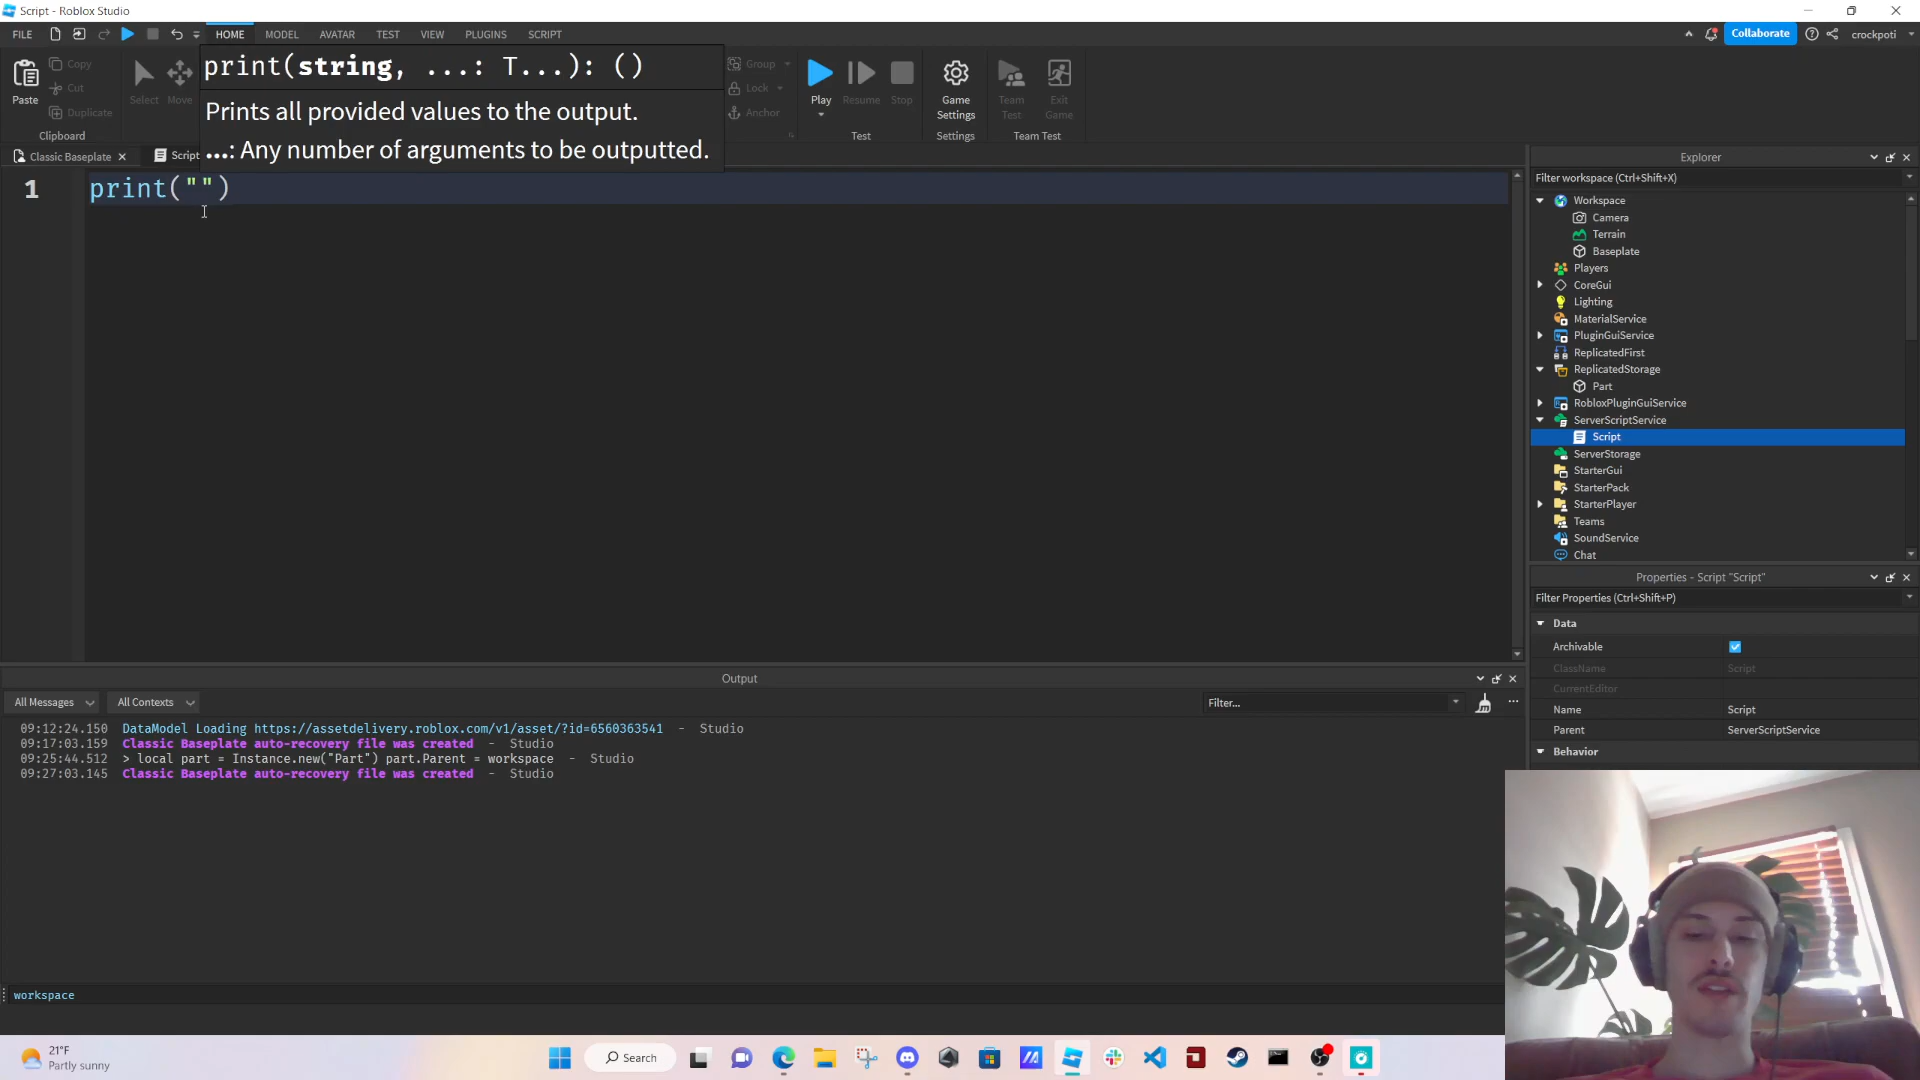 Script - Roblox Studio
FILE HOME MODEL AVATAR TEST VIEW PLUGINS SCRIPT Collaborate crockpoti
Paste Copy Cut Duplicate Select Move Group Lock Anchor Play Resume Stop Game Settings Team Test Exit Game
Clipboard Test Settings Team Test
print(string, ...: T...): ()
Prints all provided values to the output.
...: Any number of arguments to be outputted.
Classic Baseplate Script
1 print("")
Explorer
Filter workspace (Ctrl+Shift+X)
Workspace
Camera
Terrain
Baseplate
Players
CoreGui
Lighting
MaterialService
PluginGuiService
ReplicatedFirst
ReplicatedStorage
Part
RobloxPluginGuiService
ServerScriptService
Script
ServerStorage
StarterGui
StarterPack
StarterPlayer
Teams
SoundService
Chat
Properties - Script "Script"
Filter Properties (Ctrl+Shift+P)
Data
Archivable
ClassName Script
CurrentEditor
Name Script
Parent ServerScriptService
Behavior
Output
All Messages All Contexts Filter...
09:12:24.150 DataModel Loading https://assetdelivery.roblox.com/v1/asset/?id=6560363541 - Studio
09:17:03.159 Classic Baseplate auto-recovery file was created - Studio
09:25:44.512 > local part = Instance.new("Part") part.Parent = workspace - Studio
09:27:03.145 Classic Baseplate auto-recovery file was created - Studio
workspace
21°F
Partly sunny
Search